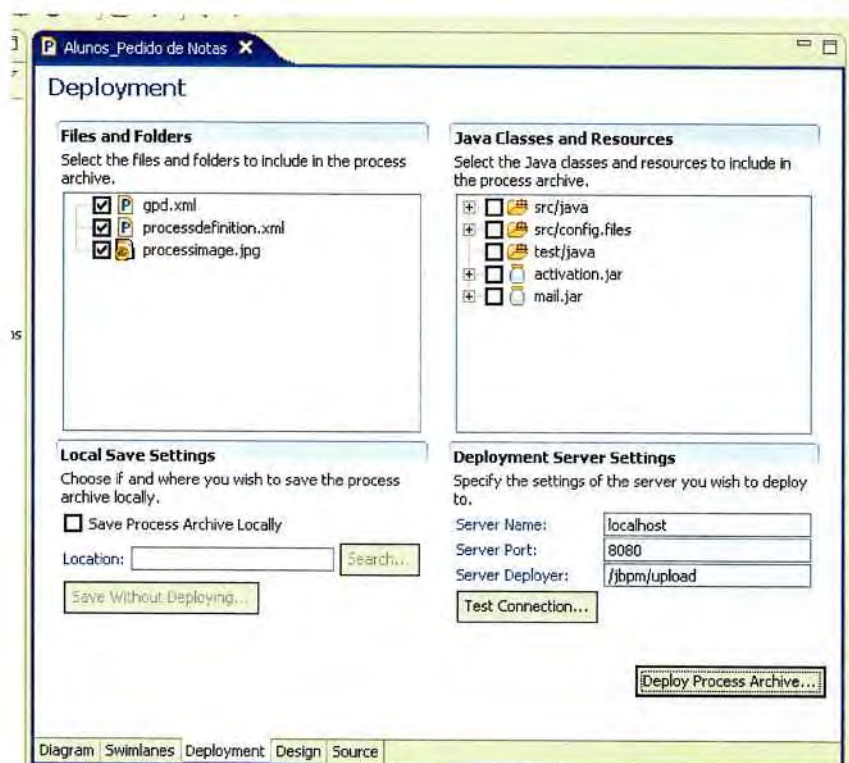 Alunos_Pedido de Notas
Deployment
Files and Folders
Select the files and folders to include in the process
archive.
gpd.xml
processdefinition.xml
processimage.jpg
Java Classes and Resources
Select the Java classes and resources to include in
the process archive.
src/java
src/config.files
test/java
activation.jar
mail.jar
Local Save Settings
Choose if and where you wish to save the process
archive locally.
Save Process Archive Locally
Location:
Search...
Save Without Deploying...
Deployment Server Settings
Specify the settings of the server you wish to deploy
to.
Server Name: localhost
Server Port: 8080
Server Deployer: /jbpm/upload
Test Connection...
Deploy Process Archive...
Diagram Swimlanes Deployment Design Source